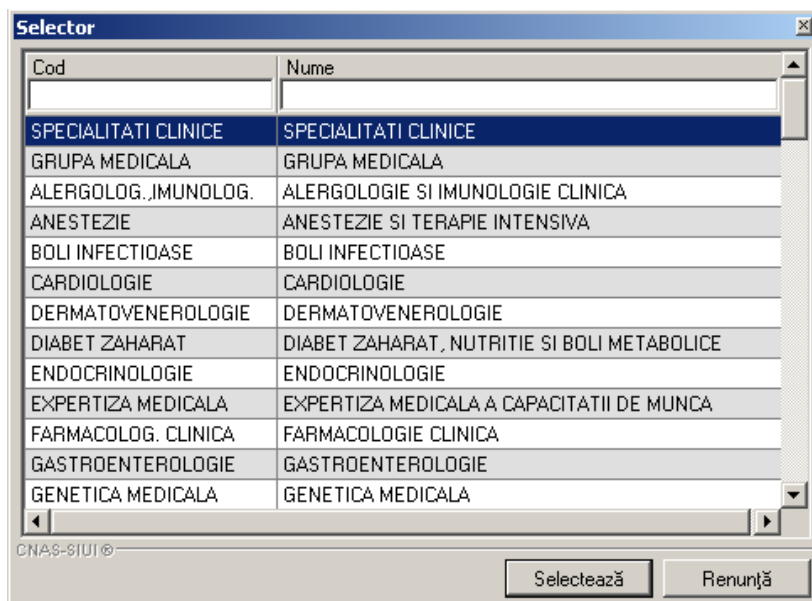 Selector
Cod Nume
SPECIALITATI CLINICE SPECIALITATI CLINICE
GRUPA MEDICALA GRUPA MEDICALA
ALERGOLOG.,IMUNOLOG. ALERGOLOGIE SI IMUNOLOGIE CLINICA
ANESTEZIE ANESTEZIE SI TERAPIE INTENSIVA
BOLI INFECTIOASE BOLI INFECTIOASE
CARDIOLOGIE CARDIOLOGIE
DERMATOVENEROLOGIE DERMATOVENEROLOGIE
DIABET ZAHARAT DIABET ZAHARAT, NUTRITIE SI BOLI METABOLICE
ENDOCRINOLOGIE ENDOCRINOLOGIE
EXPERTIZA MEDICALA EXPERTIZA MEDICALA A CAPACITATII DE MUNCA
FARMACOLOG. CLINICA FARMACOLOGIE CLINICA
GASTROENTEROLOGIE GASTROENTEROLOGIE
GENETICA MEDICALA GENETICA MEDICALA
CNAS-SIUI ®
Selectează Renunţă